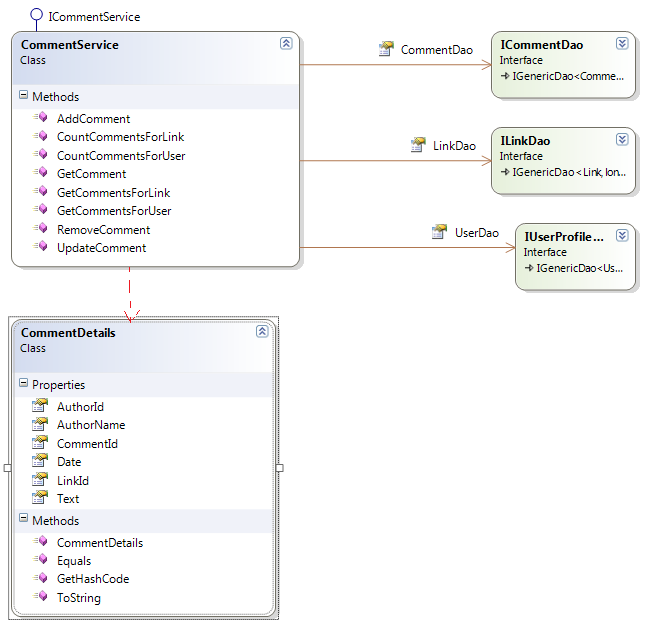 ICommentService
CommentService
Class
Methods
AddComment
CountCommentsForLink
CountCommentsForUser
GetComment
GetCommentsForLink
GetCommentsForUser
RemoveComment
UpdateComment
CommentDao
ICommentDao
Interface
IGenericDao<Comme...
LinkDao
ILinkDao
Interface
IGenericDao<Link, lon...
UserDao
IUserProfile...
Interface
IGenericDao<Us...
CommentDetails
Class
Properties
AuthorId
AuthorName
CommentId
Date
LinkId
Text
Methods
CommentDetails
Equals
GetHashCode
ToString